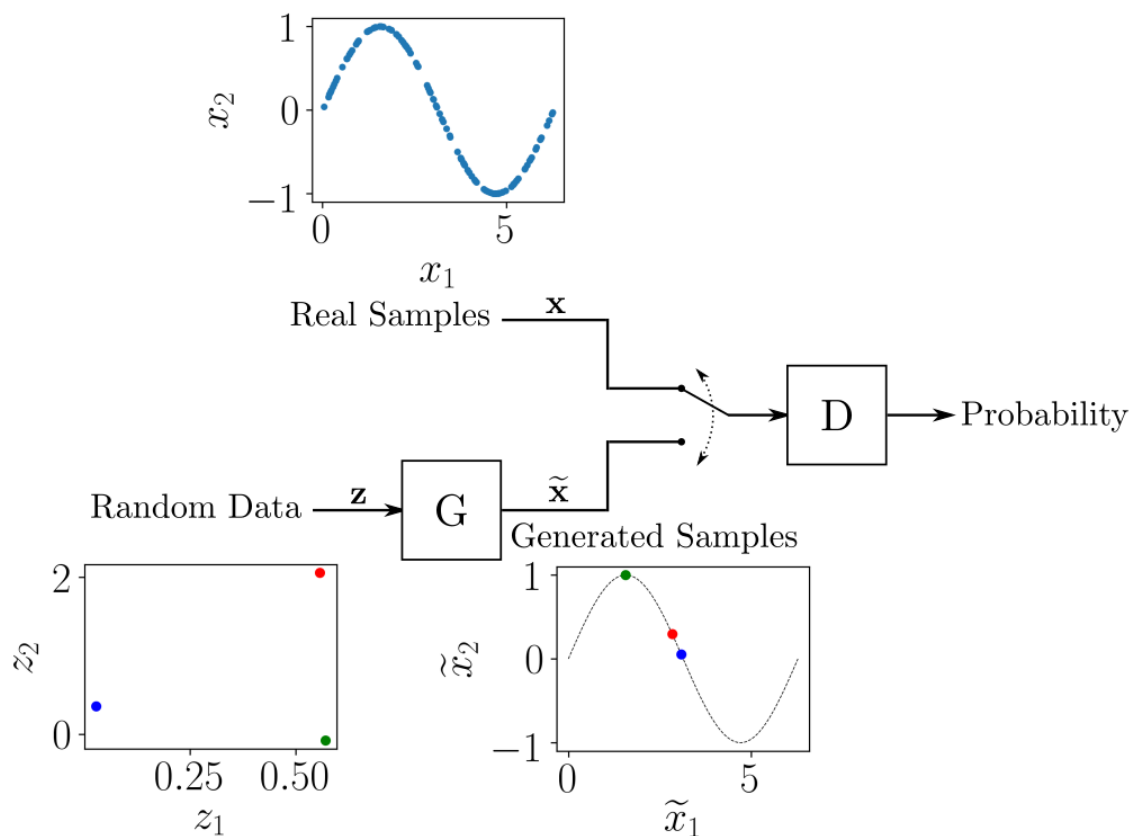 1
x₂
0
−1
0 5
x₁
Real Samples
x
D
Probability
Random Data
z
G
x̃
Generated Samples
2
z₂
0
0.25 0.50
z₁
1
x̃₂
0
−1
0 5
x̃₁